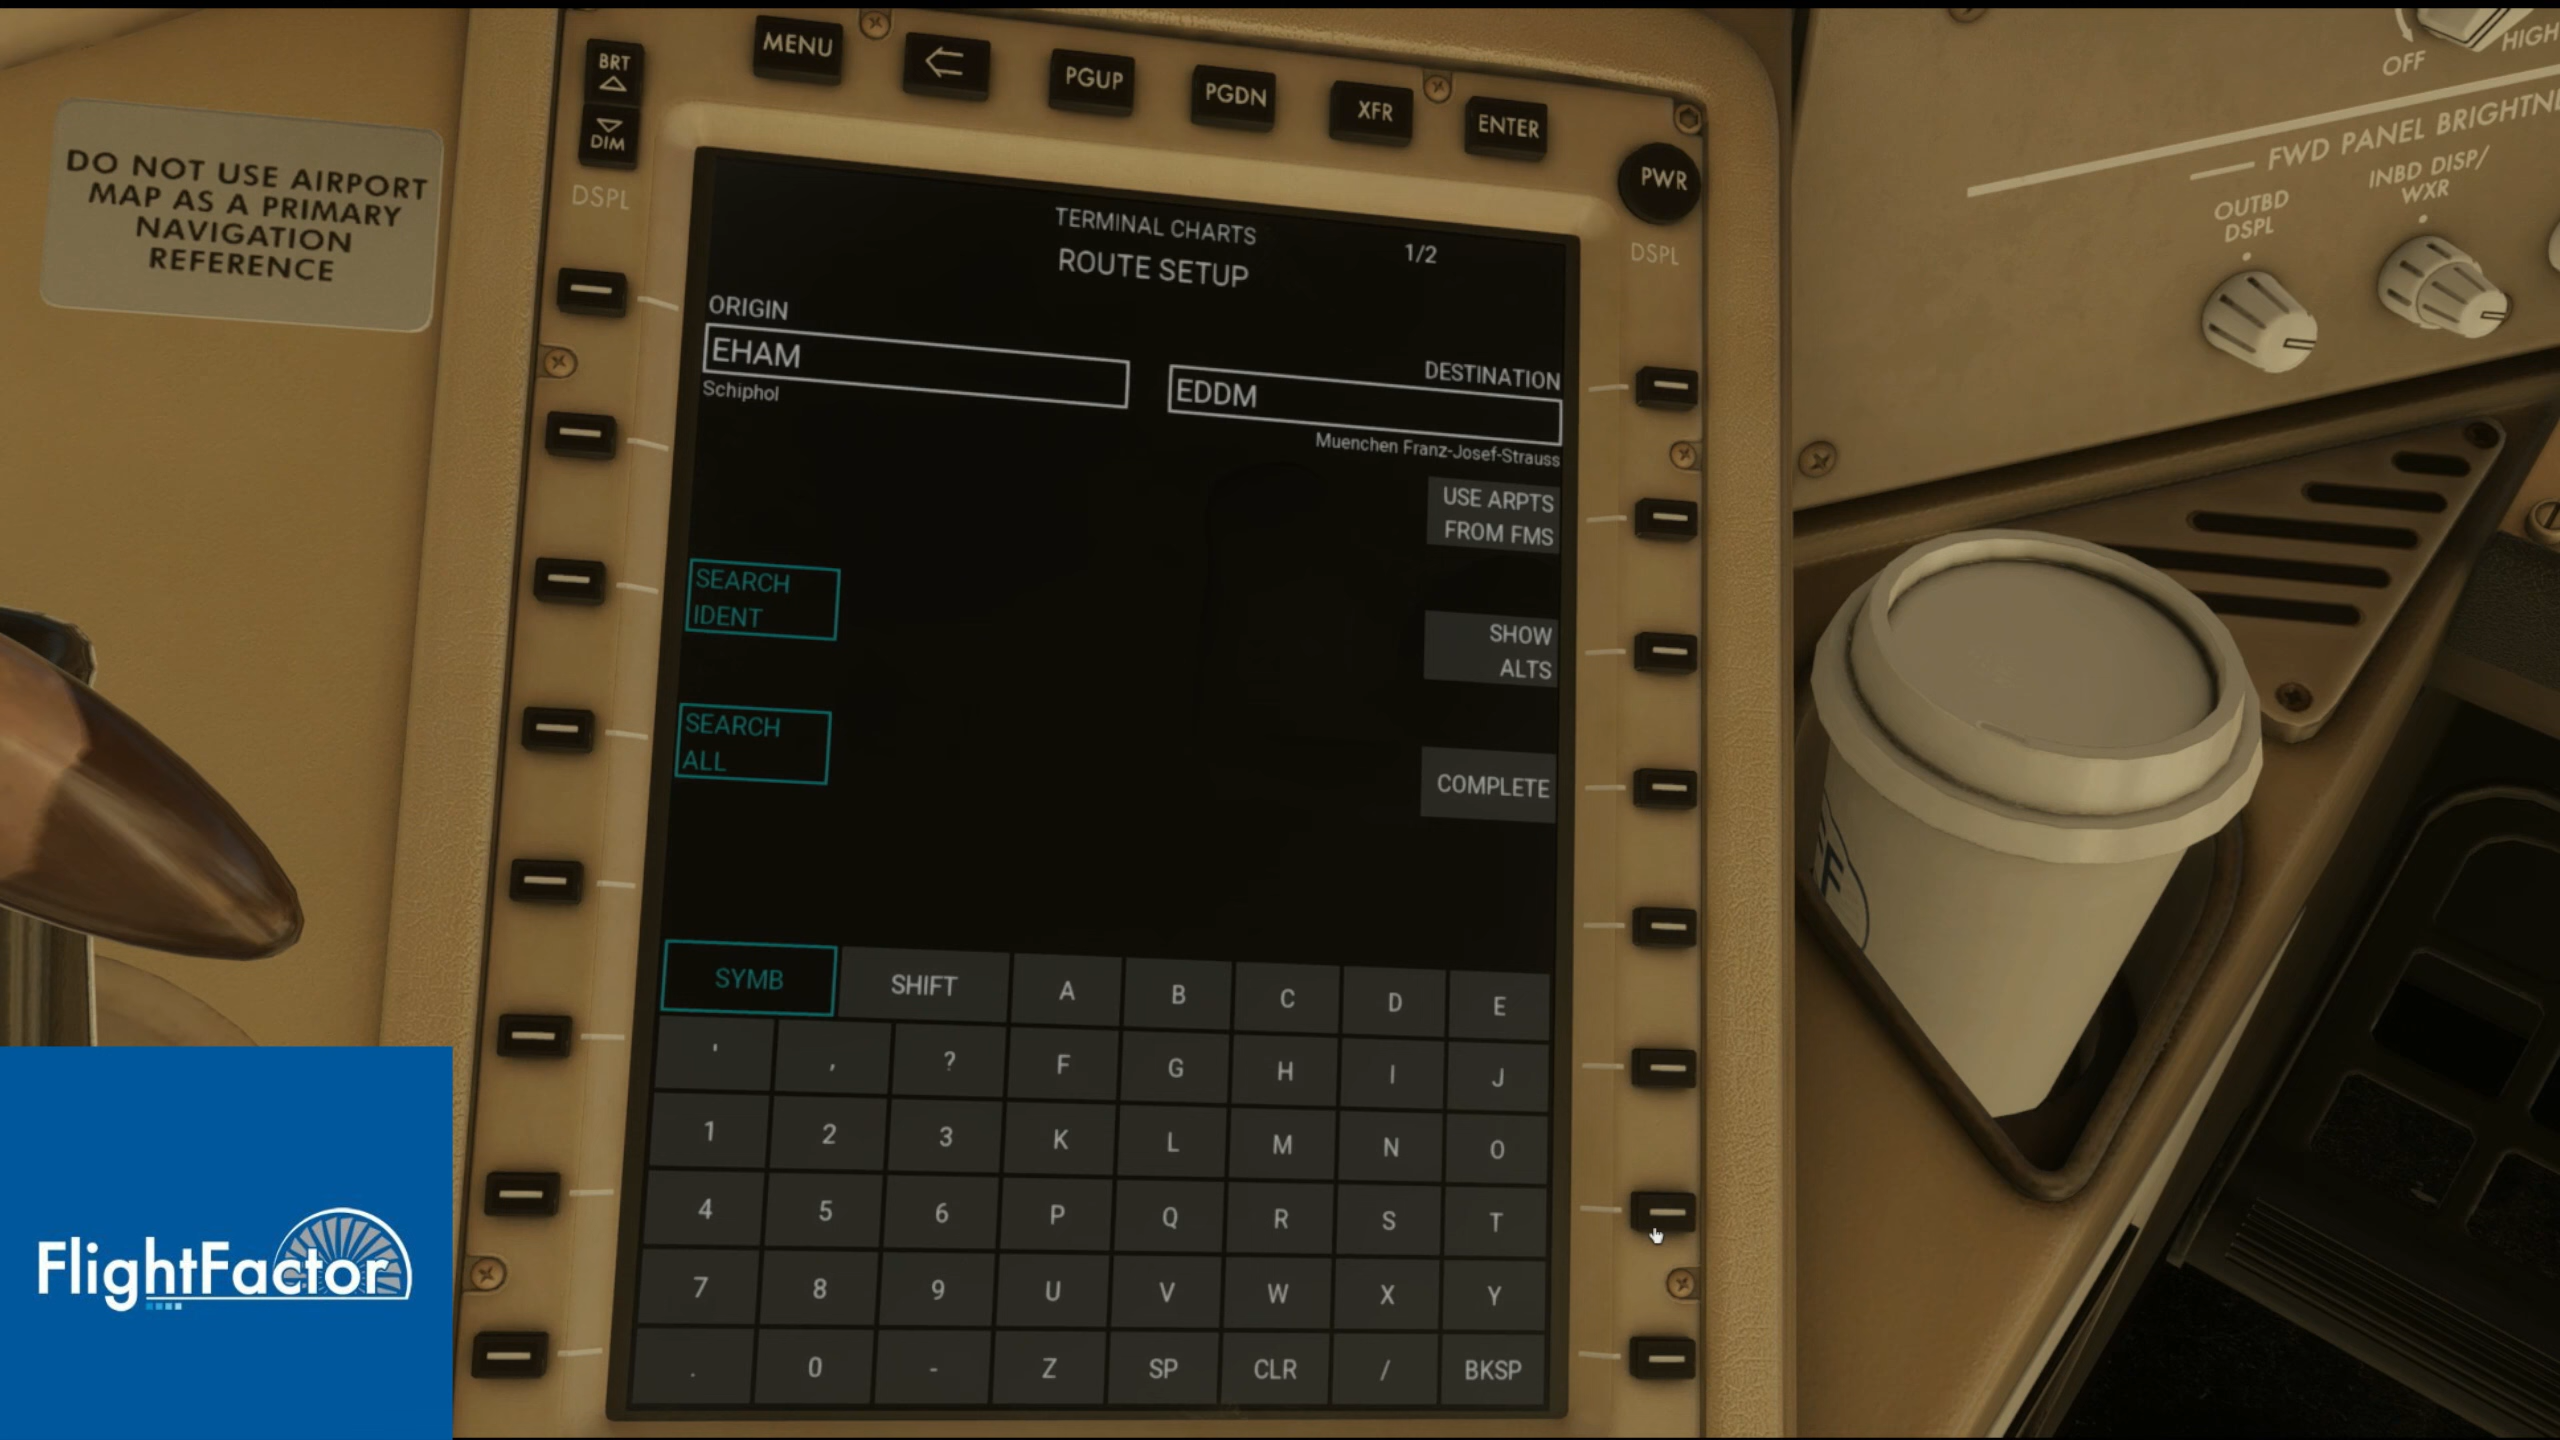 BRT
DIM
DSPL
MENU
PGUP
PGDN
XFR
ENTER
PWR
DSPL
OFF
HIGH
FWD PANEL BRIGHTN
OUTBD
DSPL
INBD DISP/
WXR
DO NOT USE AIRPORT
MAP AS A PRIMARY
NAVIGATION
REFERENCE
TERMINAL CHARTS 1/2
ROUTE SETUP
ORIGIN
EHAM
Schiphol
DESTINATION
EDDM
Muenchen Franz-Josef-Strauss
USE ARPTS
FROM FMS
SEARCH
IDENT
SHOW
ALTS
SEARCH
ALL
COMPLETE
SYMB SHIFT A B C D E
' , ? F G H I J
1 2 3 K L M N O
4 5 6 P Q R S T
7 8 9 U V W X Y
. 0 - Z SP CLR / BKSP
FlightFactor